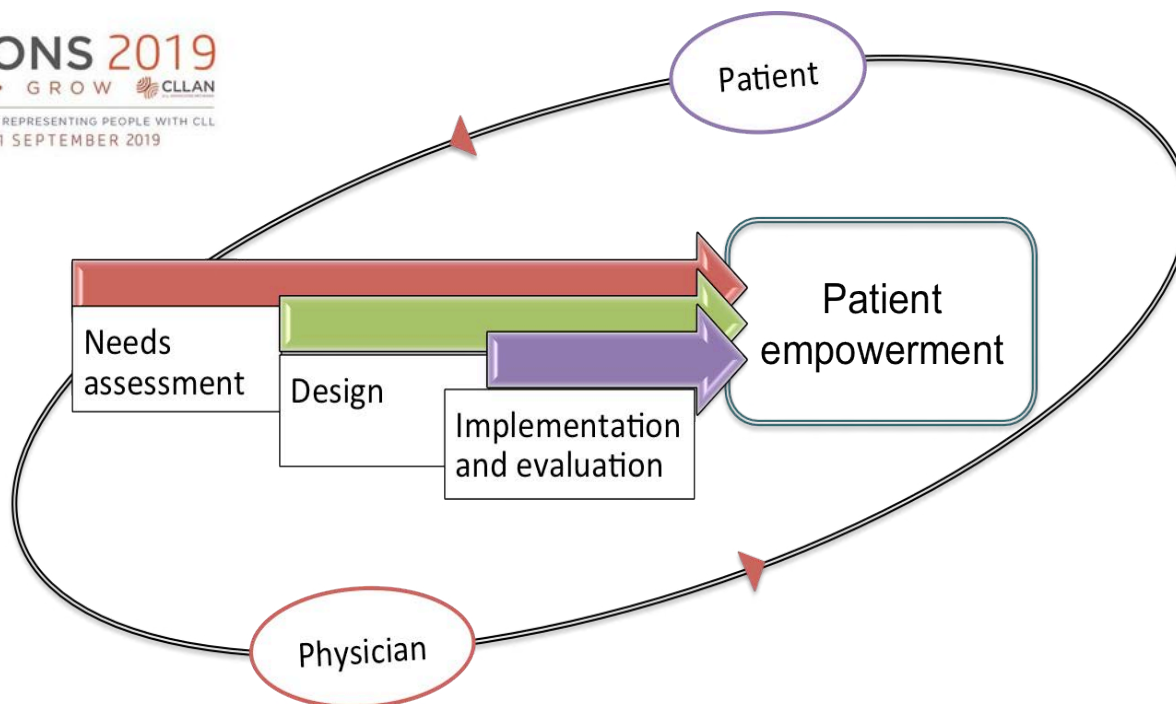 ONS 2019
GROW CLLAN
REPRESENTING PEOPLE WITH CLL
1 SEPTEMBER 2019
Patient
Patient
empowerment
Needs
assessment
Design
Implementation
and evaluation
Physician